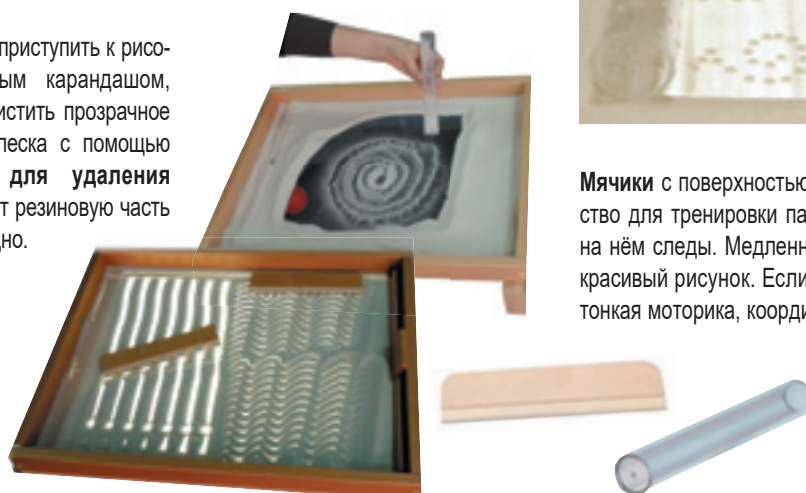 приступить к рисо-
ым карандашом,
истить прозрачное
песка с помощью
для удаления
т резиновую часть
но.
Мячики с поверхностью
ство для тренировки па
на нём следы. Медленн
красивый рисунок. Если
тонкая моторика, коорди